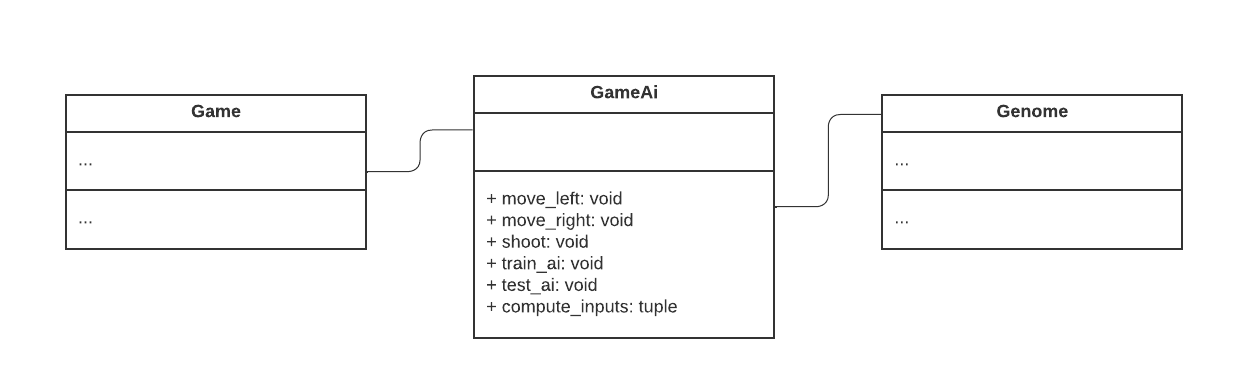 Game
...
...
GameAi
+ move_left: void
+ move_right: void
+ shoot: void
+ train_ai: void
+ test_ai: void
+ compute_inputs: tuple
Genome
...
...